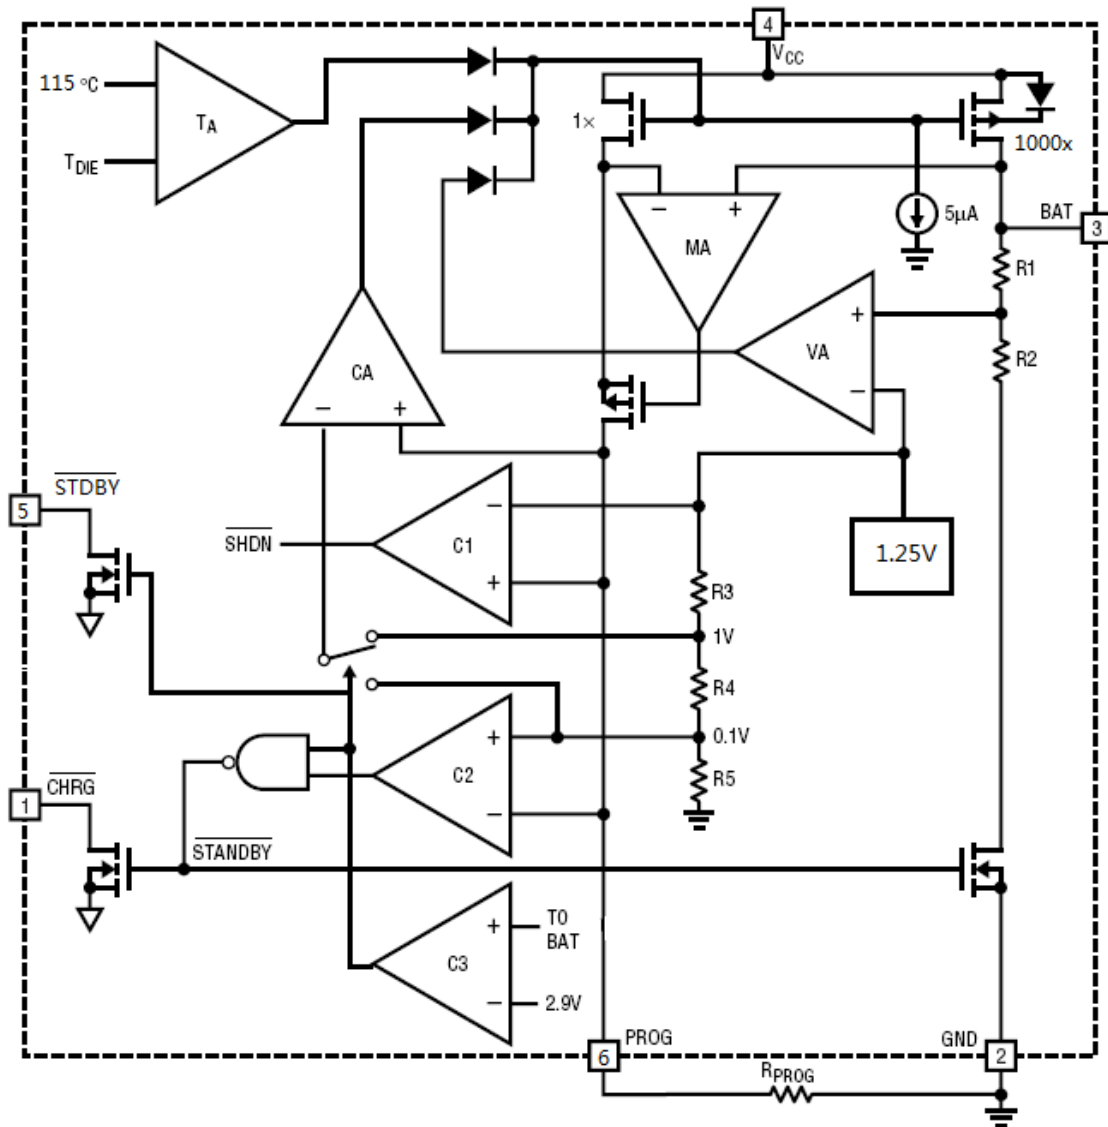 4
VCC
115 °C
TA
TDIE
1×
1000x
− +
MA
5µA
BAT
3
R1
+
VA
−
R2
CA
− +
STDBY
5
SHDN
−
C1
+
1.25V
R3
1V
R4
0.1V
R5
+
C2
−
CHRG
1
STANDBY
+
C3
−
TO
BAT
2.9V
PROG
6
GND
2
RPROG